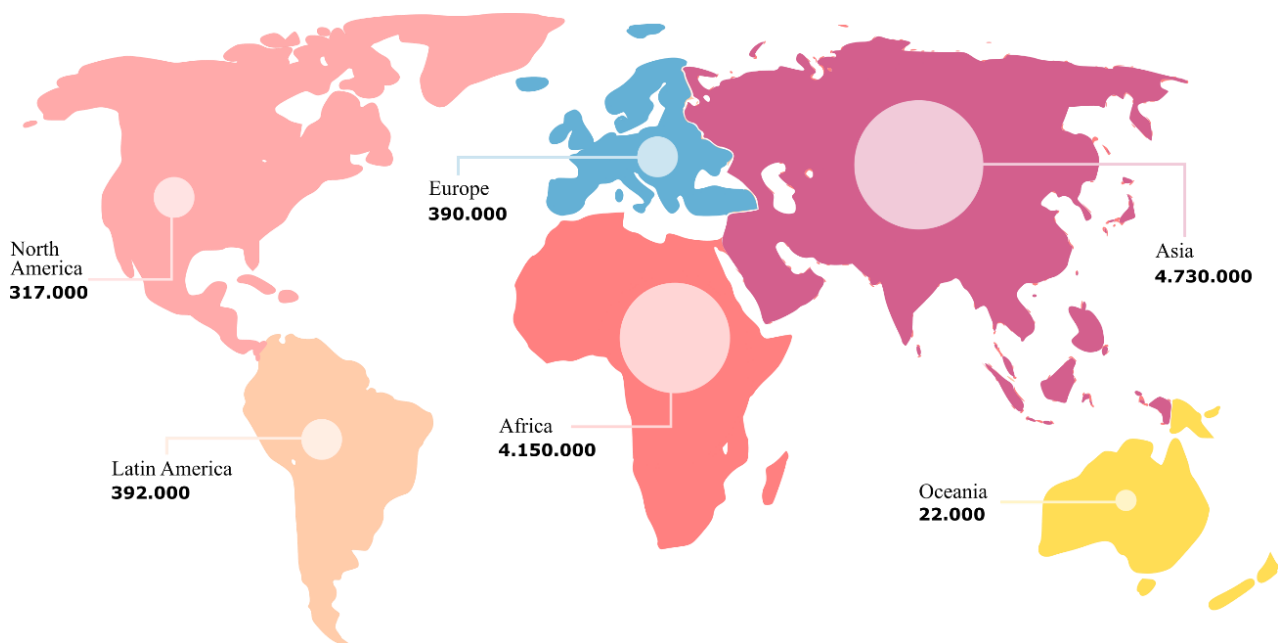 North
America
317.000
Latin America
392.000
Europe
390.000
Africa
4.150.000
Asia
4.730.000
Oceania
22.000